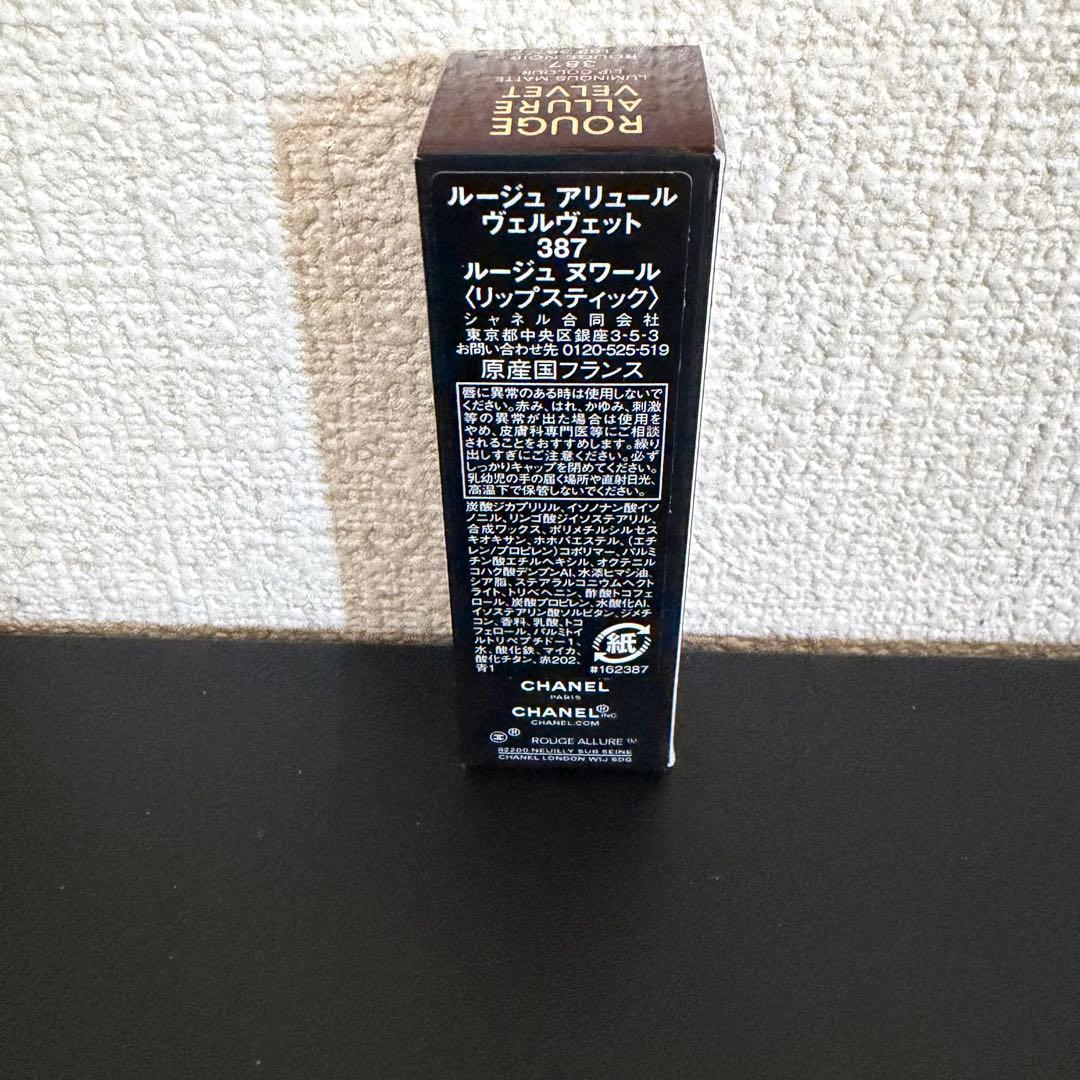 ROUGE
ALLURE
VELVET
LUMINOUS MATTE
LIP COLOUR
387
ROUGE NOIR
ルージュ アリュール
ヴェルヴェット
387
ルージュ ヌワール
〈リップスティック〉
シャネル合同会社
東京都中央区銀座3-5-3
お問い合わせ先 0120-525-519
原産国フランス
唇に異常のある時は使用しないで
ください。赤み、はれ、かゆみ、刺激
等の異常が出た場合は使用を
やめ、皮膚科専門医等にご相談
されることをおすすめします。繰り
出しすぎにご注意ください。必ず
しっかりキャップを閉めてください。
乳幼児の手の届く場所や直射日光、
高温下で保管しないでください。
炭酸ジカプリリル、イソノナン酸イソ
ノニル、リンゴ酸ジイソステアリル、
合成ワックス、ポリメチルシルセス
キオキサン、ホホバエステル、(エチ
レン/プロピレン)コポリマー、パルミ
チン酸エチルヘキシル、オクテニル
コハク酸デンプンAl、水添ヒマシ油、
シア脂、ステアラルコニウムヘクト
ライト、トリベヘニン、酢酸トコフェ
ロール、炭酸プロピレン、水酸化Al、
イソステアリン酸ソルビタン、ジメチ
コン、香料、乳酸、トコ
フェロール、パルミトイ
ルトリペプチド-1、
水、酸化鉄、マイカ、
酸化チタン、赤202、
青1
紙
#162387
CHANEL
PARIS
CHANEL® INC
CHANEL.COM
ROUGE ALLURE™
92200 NEUILLY SUR SEINE
CHANEL LONDON W1J 6DG